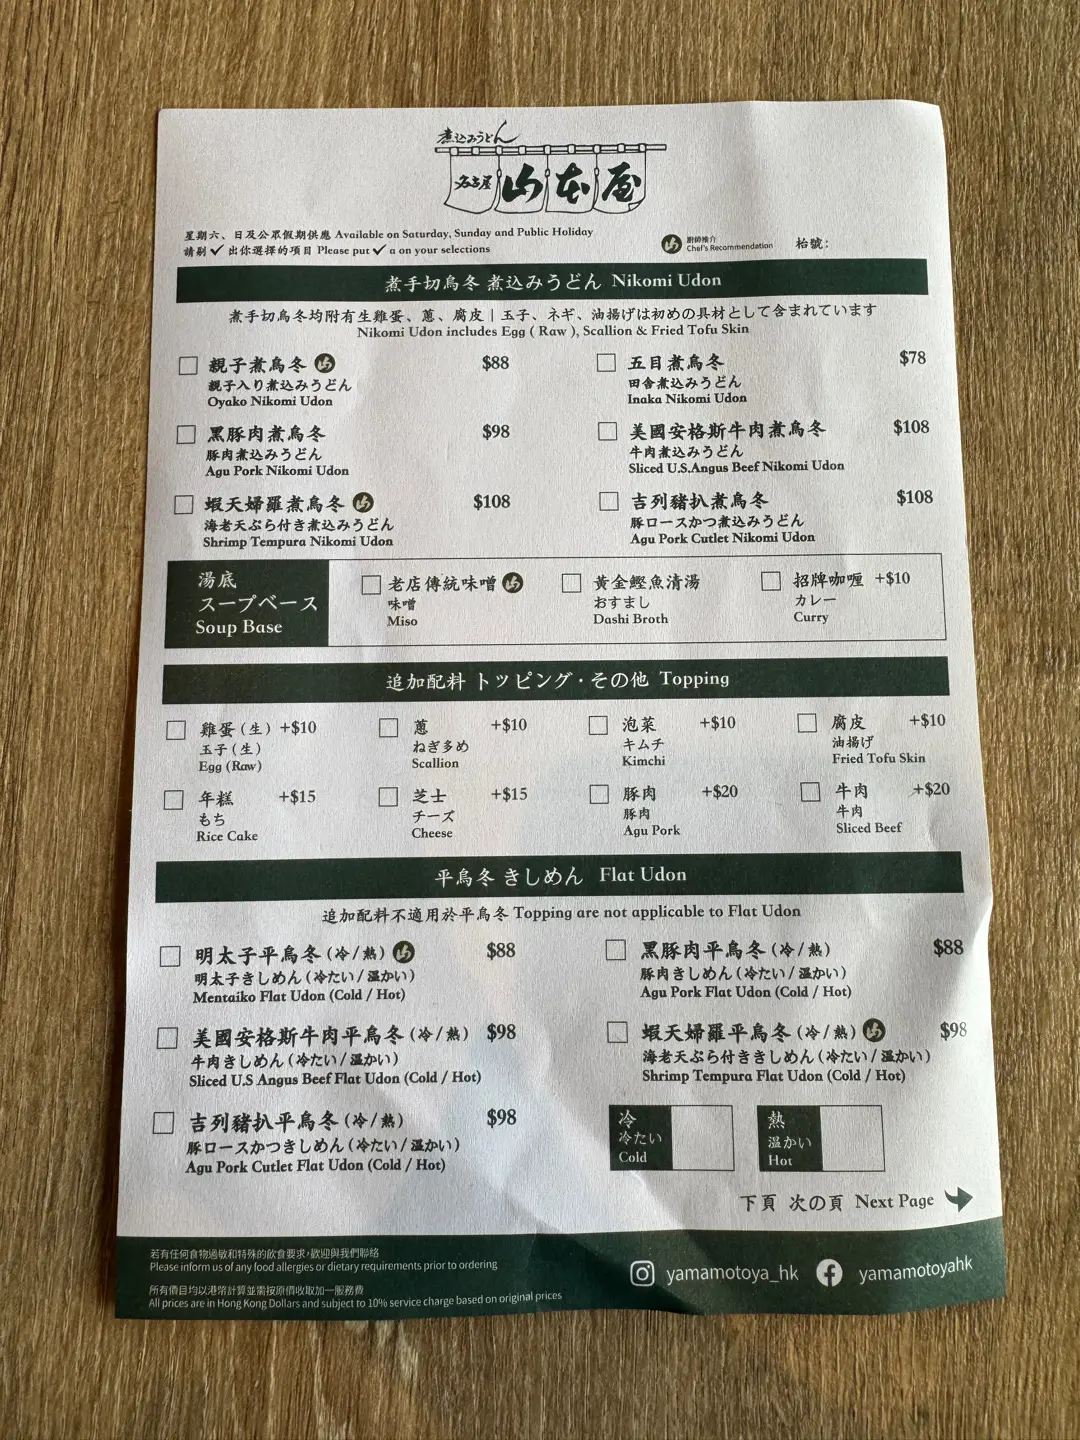 煮込みうどん
名古屋 山本屋
星期六、日及公眾假期供應 Available on Saturday, Sunday and Public Holiday
請剔 ✓ 出你選擇的項目 Please put ✓ a on your selections
廚師推介
Chef's Recommendation
枱號:
煮手切烏冬 煮込みうどん Nikomi Udon
煮手切烏冬均附有生雞蛋、蔥、腐皮 | 玉子、ネギ、油揚げは初めの具材として含まれています
Nikomi Udon includes Egg ( Raw ), Scallion & Fried Tofu Skin
親子煮烏冬 $88
親子入り煮込みうどん
Oyako Nikomi Udon
五目煮烏冬 $78
田舎煮込みうどん
Inaka Nikomi Udon
黑豚肉煮烏冬 $98
豚肉煮込みうどん
Agu Pork Nikomi Udon
美國安格斯牛肉煮烏冬 $108
牛肉煮込みうどん
Sliced U.S.Angus Beef Nikomi Udon
蝦天婦羅煮烏冬 $108
海老天ぷら付き煮込みうどん
Shrimp Tempura Nikomi Udon
吉列豬扒煮烏冬 $108
豚ロースかつ煮込みうどん
Agu Pork Cutlet Nikomi Udon
湯底
スープベース
Soup Base
老店傳統味噌
味噌
Miso
黃金鰹魚清湯
おすまし
Dashi Broth
招牌咖喱 +$10
カレー
Curry
追加配料 トッピング・その他 Topping
雞蛋 ( 生 ) +$10
玉子 ( 生 )
Egg (Raw)
蔥 +$10
ねぎ多め
Scallion
泡菜 +$10
キムチ
Kimchi
腐皮 +$10
油揚げ
Fried Tofu Skin
年糕 +$15
もち
Rice Cake
芝士 +$15
チーズ
Cheese
豚肉 +$20
豚肉
Agu Pork
牛肉 +$20
牛肉
Sliced Beef
平烏冬 きしめん Flat Udon
追加配料不適用於平烏冬 Topping are not applicable to Flat Udon
明太子平烏冬 (冷/熱) $88
明太子きしめん (冷たい/温かい)
Mentaiko Flat Udon (Cold / Hot)
黑豚肉平烏冬 (冷/熱) $88
豚肉きしめん (冷たい/温かい)
Agu Pork Flat Udon (Cold / Hot)
美國安格斯牛肉平烏冬 (冷/熱) $98
牛肉きしめん (冷たい/温かい)
Sliced U.S Angus Beef Flat Udon (Cold / Hot)
蝦天婦羅平烏冬 (冷/熱) $98
海老天ぷら付ききしめん (冷たい/温かい)
Shrimp Tempura Flat Udon (Cold / Hot)
吉列豬扒平烏冬 (冷/熱) $98
豚ロースかつきしめん (冷たい/温かい)
Agu Pork Cutlet Flat Udon (Cold / Hot)
冷
冷たい
Cold
熱
温かい
Hot
下頁 次の頁 Next Page
若有任何食物過敏和特殊的飲食要求，歡迎與我們聯絡
Please inform us of any food allergies or dietary requirements prior to ordering
所有價目均以港幣計算並需按原價收取加一服務費
All prices are in Hong Kong Dollars and subject to 10% service charge based on original prices
yamamotoya_hk
yamamotoyahk